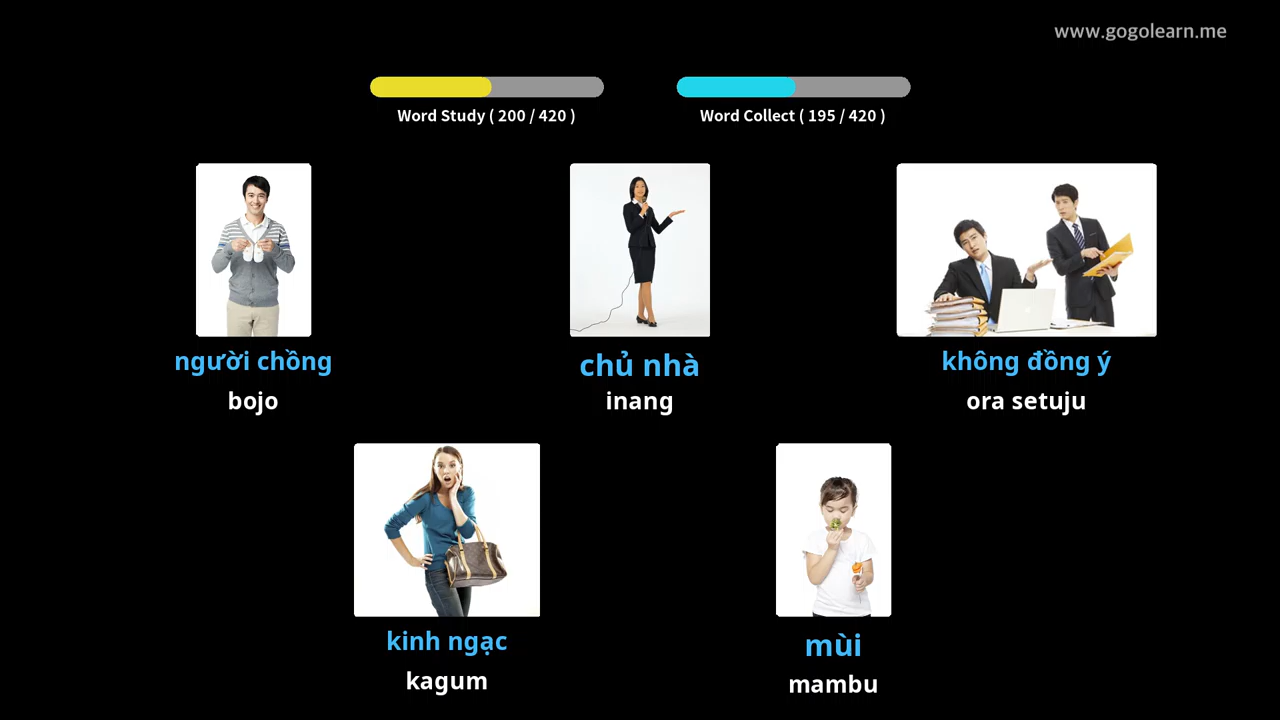 www.gogolearn.me
Word Study ( 200 / 420 )
Word Collect ( 195 / 420 )
người chồng
bojo
chủ nhà
inang
không đồng ý
ora setuju
kinh ngạc
kagum
mùi
mambu